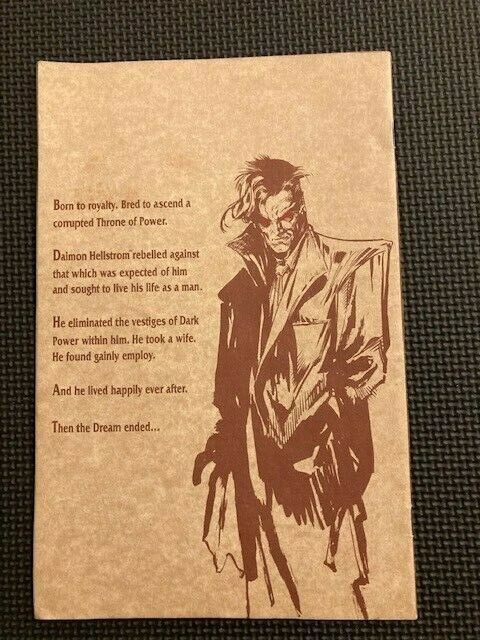 Born to royalty. Bred to ascend a
corrupted Throne of Power.
Daimon Hellstrom rebelled against
that which was expected of him
and sought to live his life as a man.
He eliminated the vestiges of Dark
Power within him. He took a wife.
He found gainly employ.
And he lived happily ever after.
Then the Dream ended...